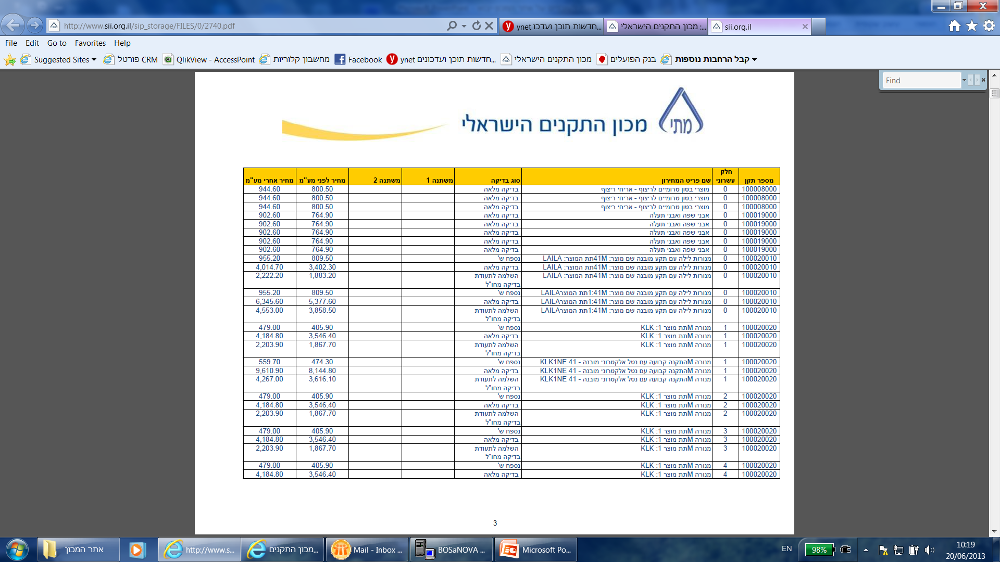 http://www.sii.org.il/sip_storage/FILES/0/2740.pdf
ynet חדשות תוכן ועדכו...
מכון התקנים הישראלי :...
sii.org.il
File Edit Go to Favorites Help
Suggested Sites
פורטל CRM
QlikView - AccessPoint
מחשבון קלוריות
Facebook
ynet חדשות תוכן ועדכונים...
מכון התקנים הישראלי
בנק הפועלים
קבל הרחבות נוספות
Find
מתי
מכון התקנים הישראלי
מספר תקן | חלק עשרוני | שם פריט המחירון | סוג בדיקה | משתנה 1 | משתנה 2 | מחיר לפני מע"מ | מחיר אחרי מע"מ
100008000 0 מוצרי בטון טרומיים לריצוף - אריחי ריצוף בדיקה מלאה 800.50 944.60
100008000 0 מוצרי בטון טרומיים לריצוף - אריחי ריצוף בדיקה מלאה 800.50 944.60
100008000 0 מוצרי בטון טרומיים לריצוף - אריחי ריצוף בדיקה מלאה 800.50 944.60
100019000 0 אבני שפה ואבני תעלה בדיקה מלאה 764.90 902.60
100019000 0 אבני שפה ואבני תעלה בדיקה מלאה 764.90 902.60
100019000 0 אבני שפה ואבני תעלה בדיקה מלאה 764.90 902.60
100019000 0 אבני שפה ואבני תעלה בדיקה מלאה 764.90 902.60
100019000 0 אבני שפה ואבני תעלה בדיקה מלאה 764.90 902.60
100020010 0 מנורות לילה עם תקע מובנה שם מוצר: 41Mתת המוצר: LAILA נספח ש' 809.50 955.20
100020010 0 מנורות לילה עם תקע מובנה שם מוצר: 41Mתת המוצר: LAILA בדיקה מלאה 3,402.30 4,014.70
100020010 0 מנורות לילה עם תקע מובנה שם מוצר: 41Mתת המוצר: LAILA השלמה לתעודת 1,883.20 2,222.20
בדיקה מחו"ל
100020010 0 מנורות לילה עם תקע מובנה שם מוצר: 1:41Mתת המוצרLAILA נספח ש' 809.50 955.20
100020010 0 מנורות לילה עם תקע מובנה שם מוצר: 1:41Mתת המוצרLAILA בדיקה מלאה 5,377.60 6,345.60
100020010 0 מנורות לילה עם תקע מובנה שם מוצר: 1:41Mתת המוצרLAILA השלמה לתעודת 3,858.50 4,553.00
בדיקה מחו"ל
100020020 1 מנורה Mתת מוצר 1: KLK נספח ש' 405.90 479.00
100020020 1 מנורה Mתת מוצר 1: KLK בדיקה מלאה 3,546.40 4,184.80
100020020 1 מנורה Mתת מוצר 1: KLK השלמה לתעודת 1,867.70 2,203.90
בדיקה מחו"ל
100020020 1 מנורה Mהתקנה קבועה עם נטל אלקטרוני מובנה - KLK1NE 41 נספח ש' 474.30 559.70
100020020 1 מנורה Mהתקנה קבועה עם נטל אלקטרוני מובנה - KLK1NE 41 בדיקה מלאה 8,144.80 9,610.90
100020020 1 מנורה Mהתקנה קבועה עם נטל אלקטרוני מובנה - KLK1NE 41 השלמה לתעודת 3,616.10 4,267.00
בדיקה מחו"ל
100020020 2 מנורה Mתת מוצר 1: KLK נספח ש' 405.90 479.00
100020020 2 מנורה Mתת מוצר 1: KLK בדיקה מלאה 3,546.40 4,184.80
100020020 2 מנורה Mתת מוצר 1: KLK השלמה לתעודת 1,867.70 2,203.90
בדיקה מחו"ל
100020020 3 מנורה Mתת מוצר 1: KLK נספח ש' 405.90 479.00
100020020 3 מנורה Mתת מוצר 1: KLK בדיקה מלאה 3,546.40 4,184.80
100020020 3 מנורה Mתת מוצר 1: KLK השלמה לתעודת 1,867.70 2,203.90
בדיקה מחו"ל
100020020 4 מנורה Mתת מוצר 1: KLK נספח ש' 405.90 479.00
100020020 4 מנורה Mתת מוצר 1: KLK בדיקה מלאה 3,546.40 4,184.80
3
אתר המכון
http://www.s...
מכון התקנים...
Mail - Inbox ...
BOSaNOVA ...
Microsoft Po...
EN
98%
10:19
20/06/2013